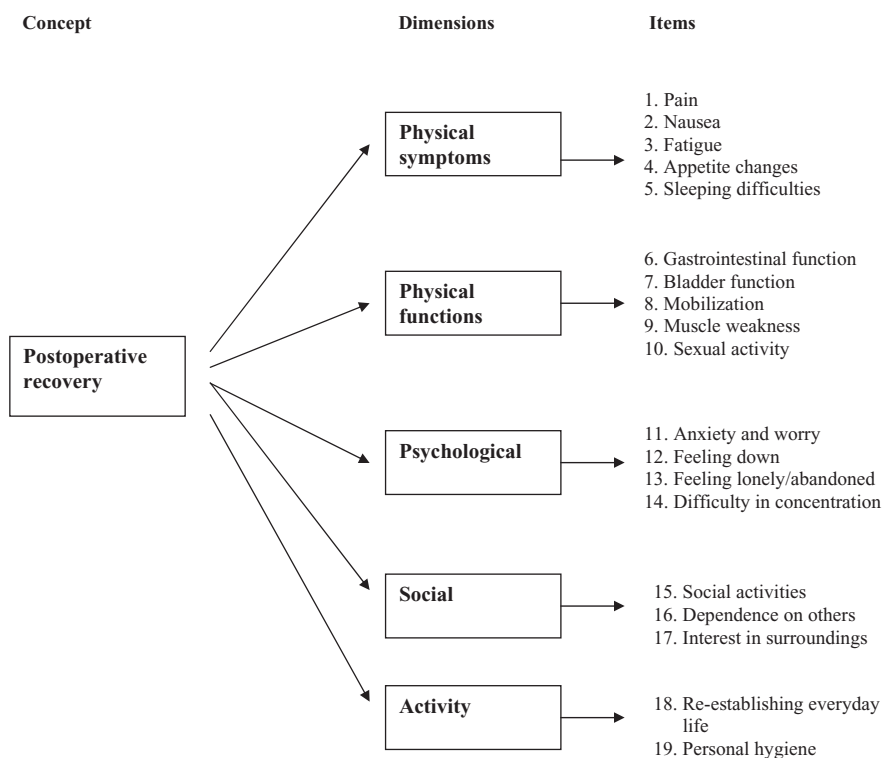 Concept
Dimensions
Items
Postoperative
recovery
Physical
symptoms
1. Pain
2. Nausea
3. Fatigue
4. Appetite changes
5. Sleeping difficulties
Physical
functions
6. Gastrointestinal function
7. Bladder function
8. Mobilization
9. Muscle weakness
10. Sexual activity
Psychological
11. Anxiety and worry
12. Feeling down
13. Feeling lonely/abandoned
14. Difficulty in concentration
Social
15. Social activities
16. Dependence on others
17. Interest in surroundings
Activity
18. Re-establishing everyday
life
19. Personal hygiene